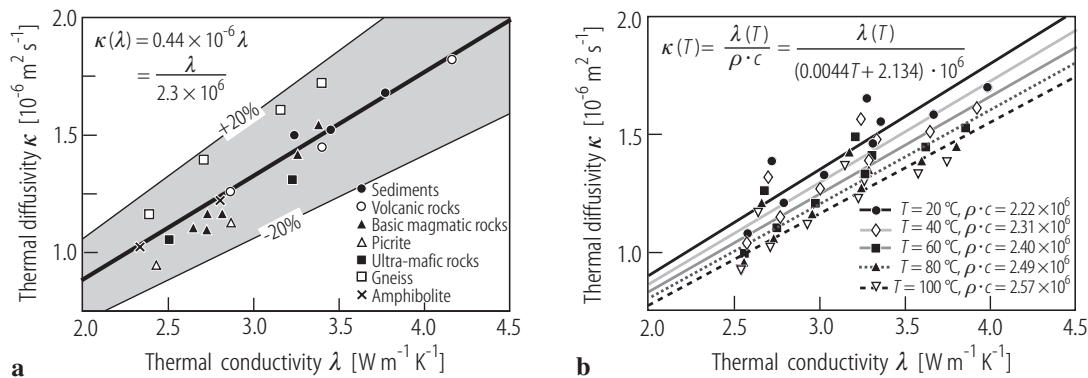 κ(λ) = 0.44 × 10⁻⁶ λ
= λ / 2.3 × 10⁶
+20%
-20%
Sediments
Volcanic rocks
Basic magmatic rocks
Picrite
Ultra-mafic rocks
Gneiss
Amphibolite
Thermal diffusivity κ [10⁻⁶ m² s⁻¹]
2.0
1.5
1.0
2.0 2.5 3.0 3.5 4.0 4.5
Thermal conductivity λ [W m⁻¹ K⁻¹]
a
κ(T) = λ(T) / ρ · c = λ(T) / (0.0044T + 2.134) · 10⁶
T = 20 °C, ρ · c = 2.22 × 10⁶
T = 40 °C, ρ · c = 2.31 × 10⁶
T = 60 °C, ρ · c = 2.40 × 10⁶
T = 80 °C, ρ · c = 2.49 × 10⁶
T = 100 °C, ρ · c = 2.57 × 10⁶
Thermal diffusivity κ [10⁻⁶ m² s⁻¹]
2.0
1.5
1.0
2.0 2.5 3.0 3.5 4.0 4.5
Thermal conductivity λ [W m⁻¹ K⁻¹]
b